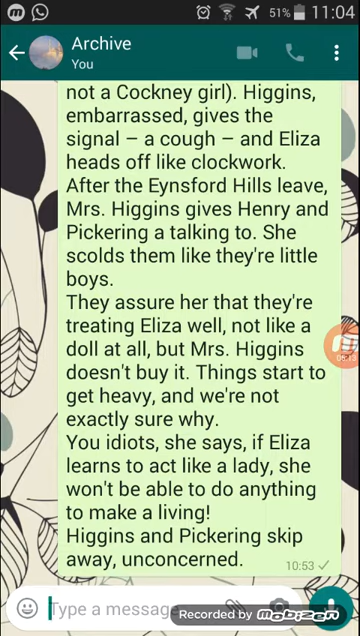 51% 11:04
Archive
You
not a Cockney girl). Higgins,
embarrassed, gives the
signal – a cough – and Eliza
heads off like clockwork.
After the Eynsford Hills leave,
Mrs. Higgins gives Henry and
Pickering a talking to. She
scolds them like they're little
boys.
They assure her that they're
treating Eliza well, not like a
doll at all, but Mrs. Higgins
doesn't buy it. Things start to
get heavy, and we're not
exactly sure why.
You idiots, she says, if Eliza
learns to act like a lady, she
won't be able to do anything
to make a living!
Higgins and Pickering skip
away, unconcerned.
10:53
Type a message
Recorded by mobizen